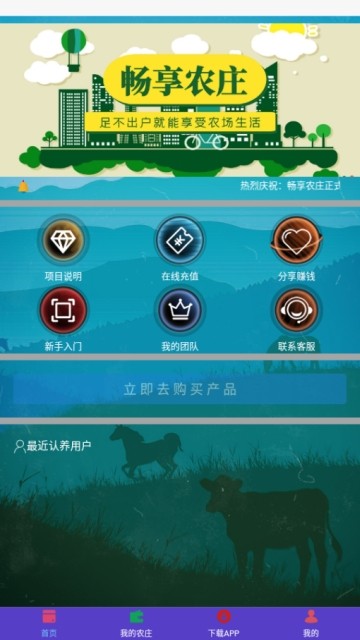 畅享农庄
足不出户就能享受农场生活
热烈庆祝：畅享农庄正式
项目说明
在线充值
分享赚钱
新手入门
我的团队
联系客服
立即去购买产品
最近认养用户
首页
我的农庄
下载APP
我的